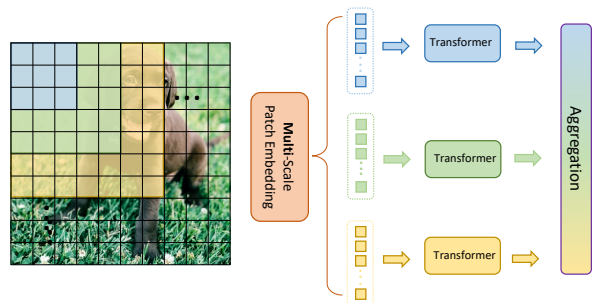 Multi-Scale
Patch Embedding
Transformer
Transformer
Transformer
Aggregation